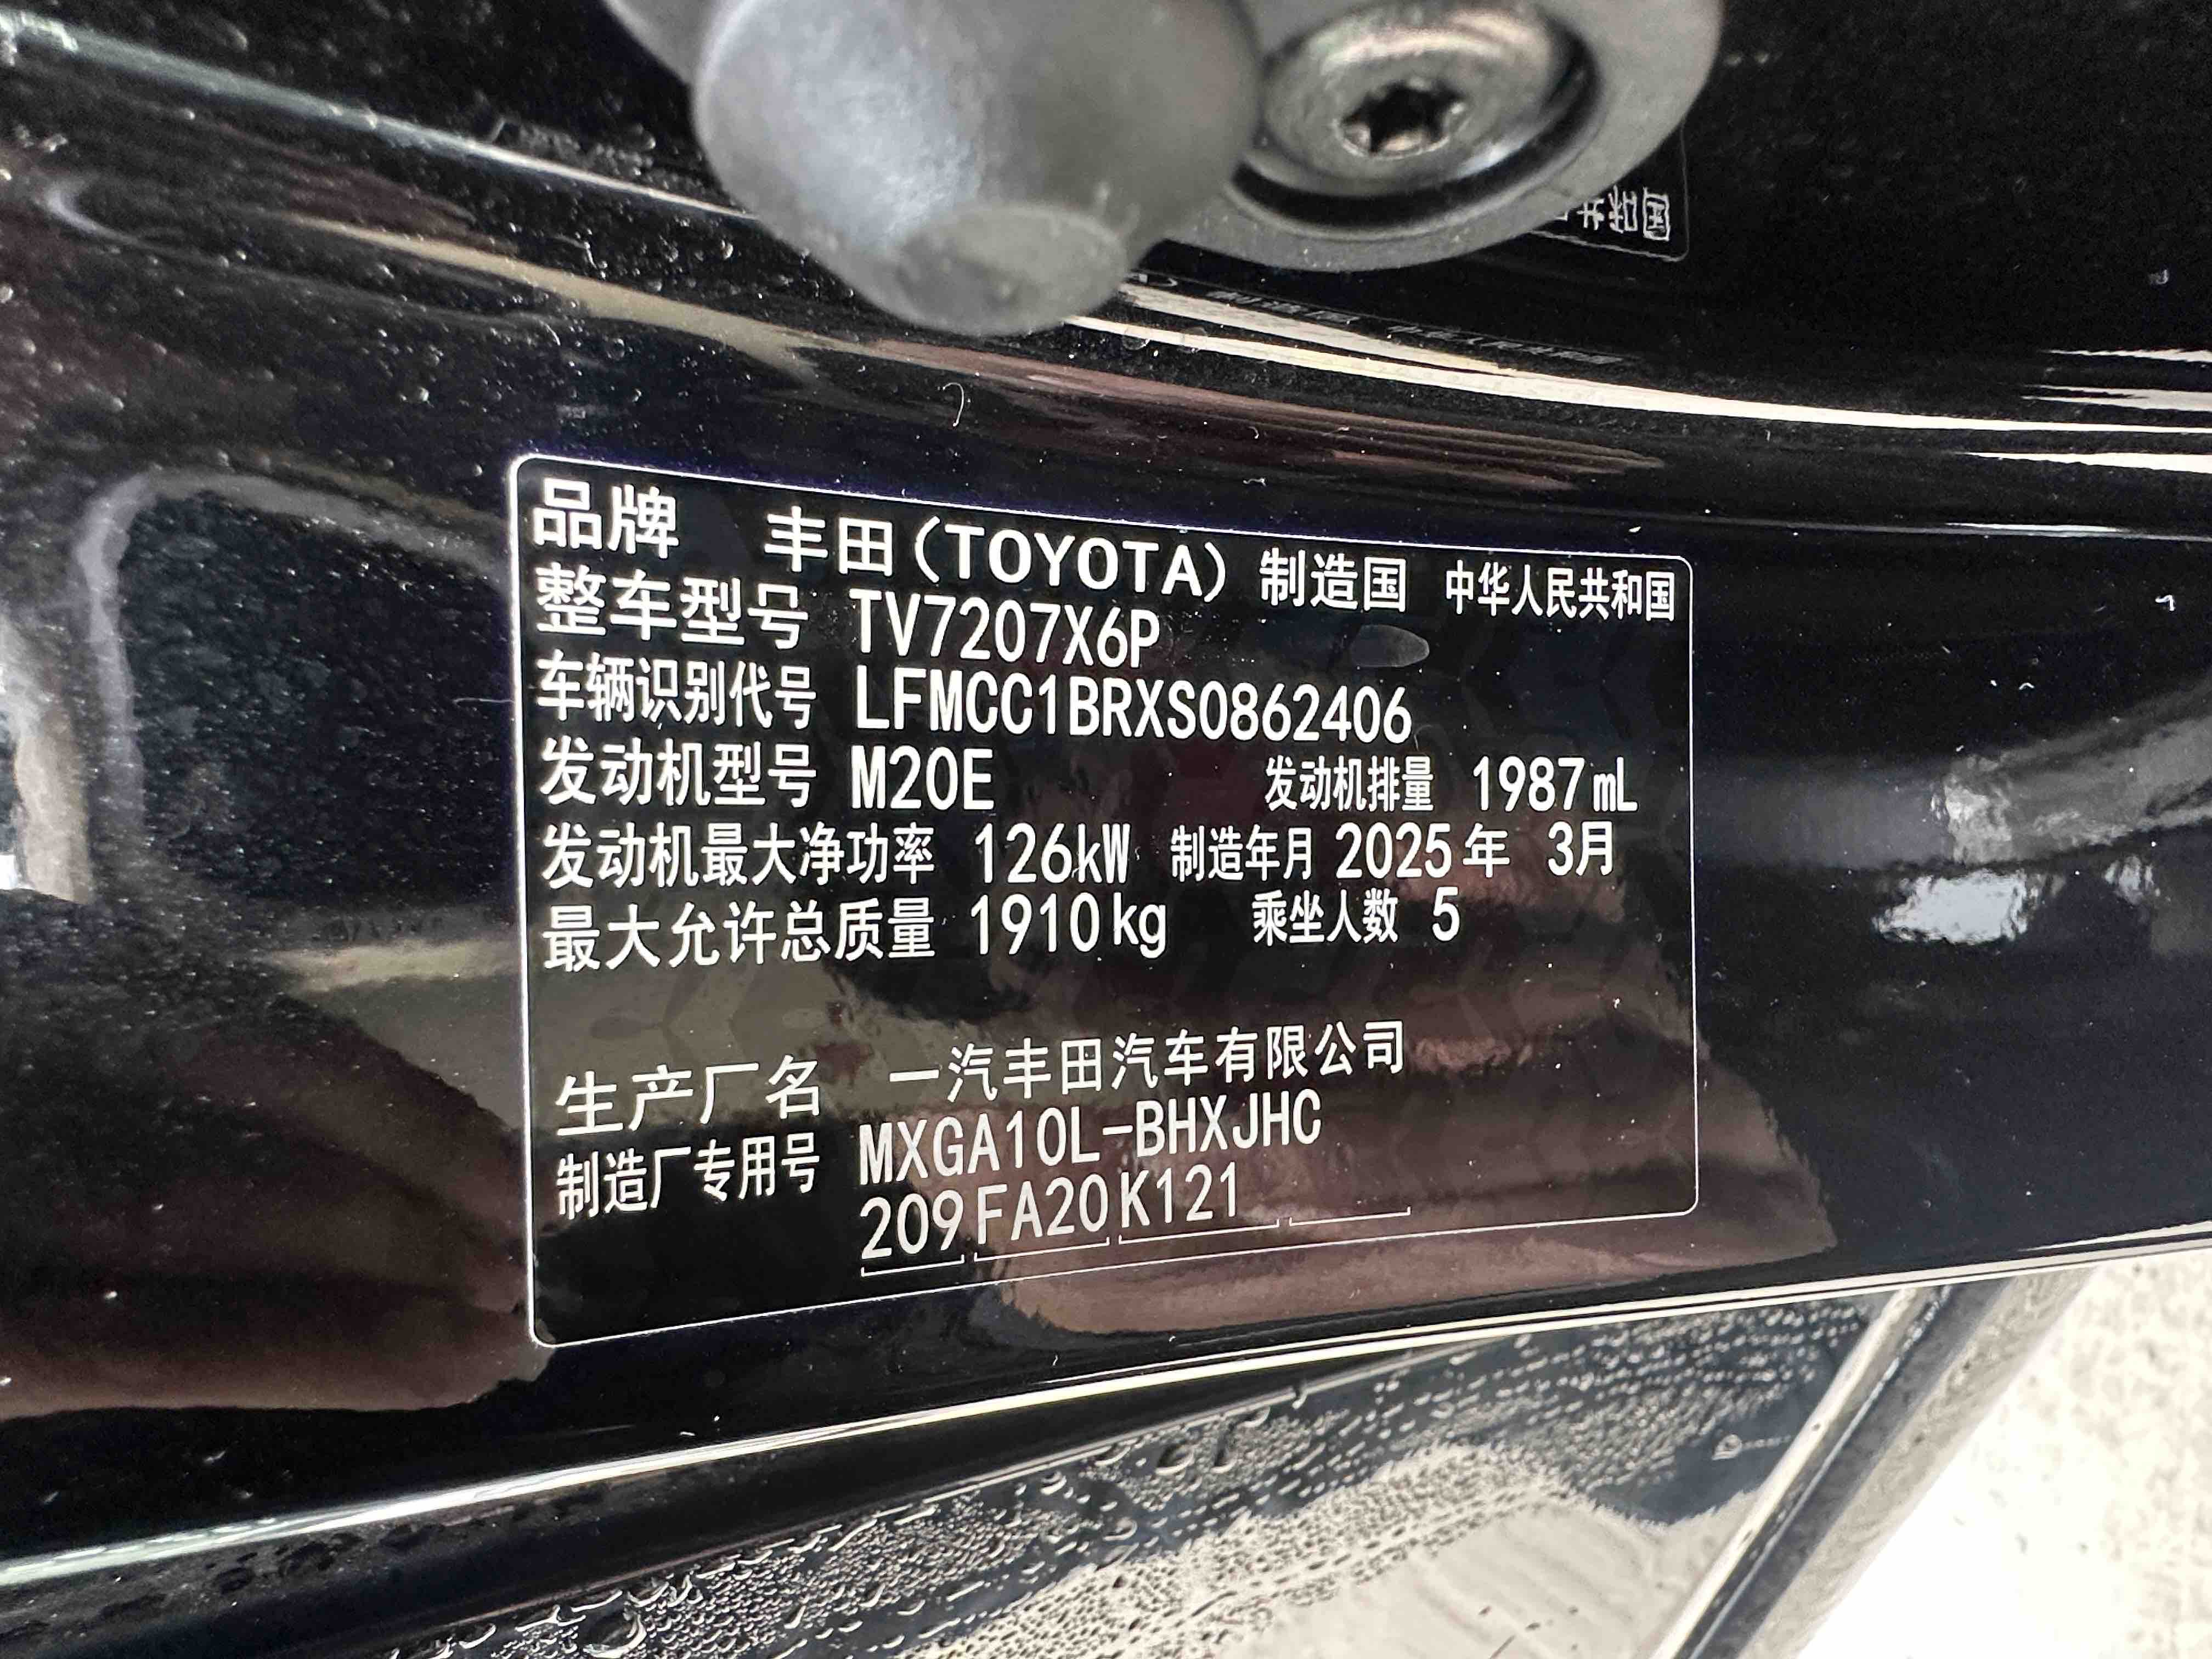 品牌 丰田(TOYOTA) 制造国 中华人民共和国
整车型号 TV7207X6P
车辆识别代号 LFMCC1BRXS0862406
发动机型号 M20E 发动机排量 1987mL
发动机最大净功率 126kW 制造年月 2025年 3月
最大允许总质量 1910kg 乘坐人数 5
生产厂名 一汽丰田汽车有限公司
制造厂专用号 MXGA10L-BHXJHC
209 FA20 K121